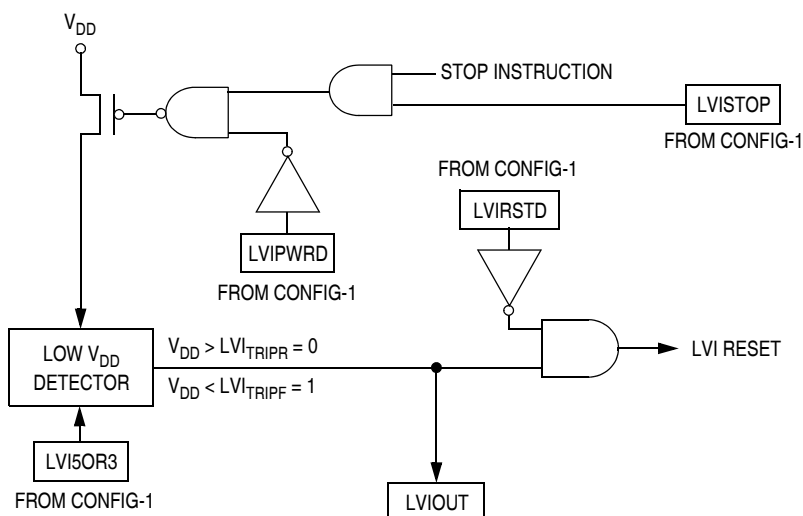 VDD
STOP INSTRUCTION
LVISTOP
FROM CONFIG-1
FROM CONFIG-1
LVIRSTD
LVIPWRD
FROM CONFIG-1
LOW VDD
DETECTOR
VDD > LVITRIPR = 0
VDD < LVITRIPF = 1
LVI RESET
LVI5OR3
FROM CONFIG-1
LVIOUT